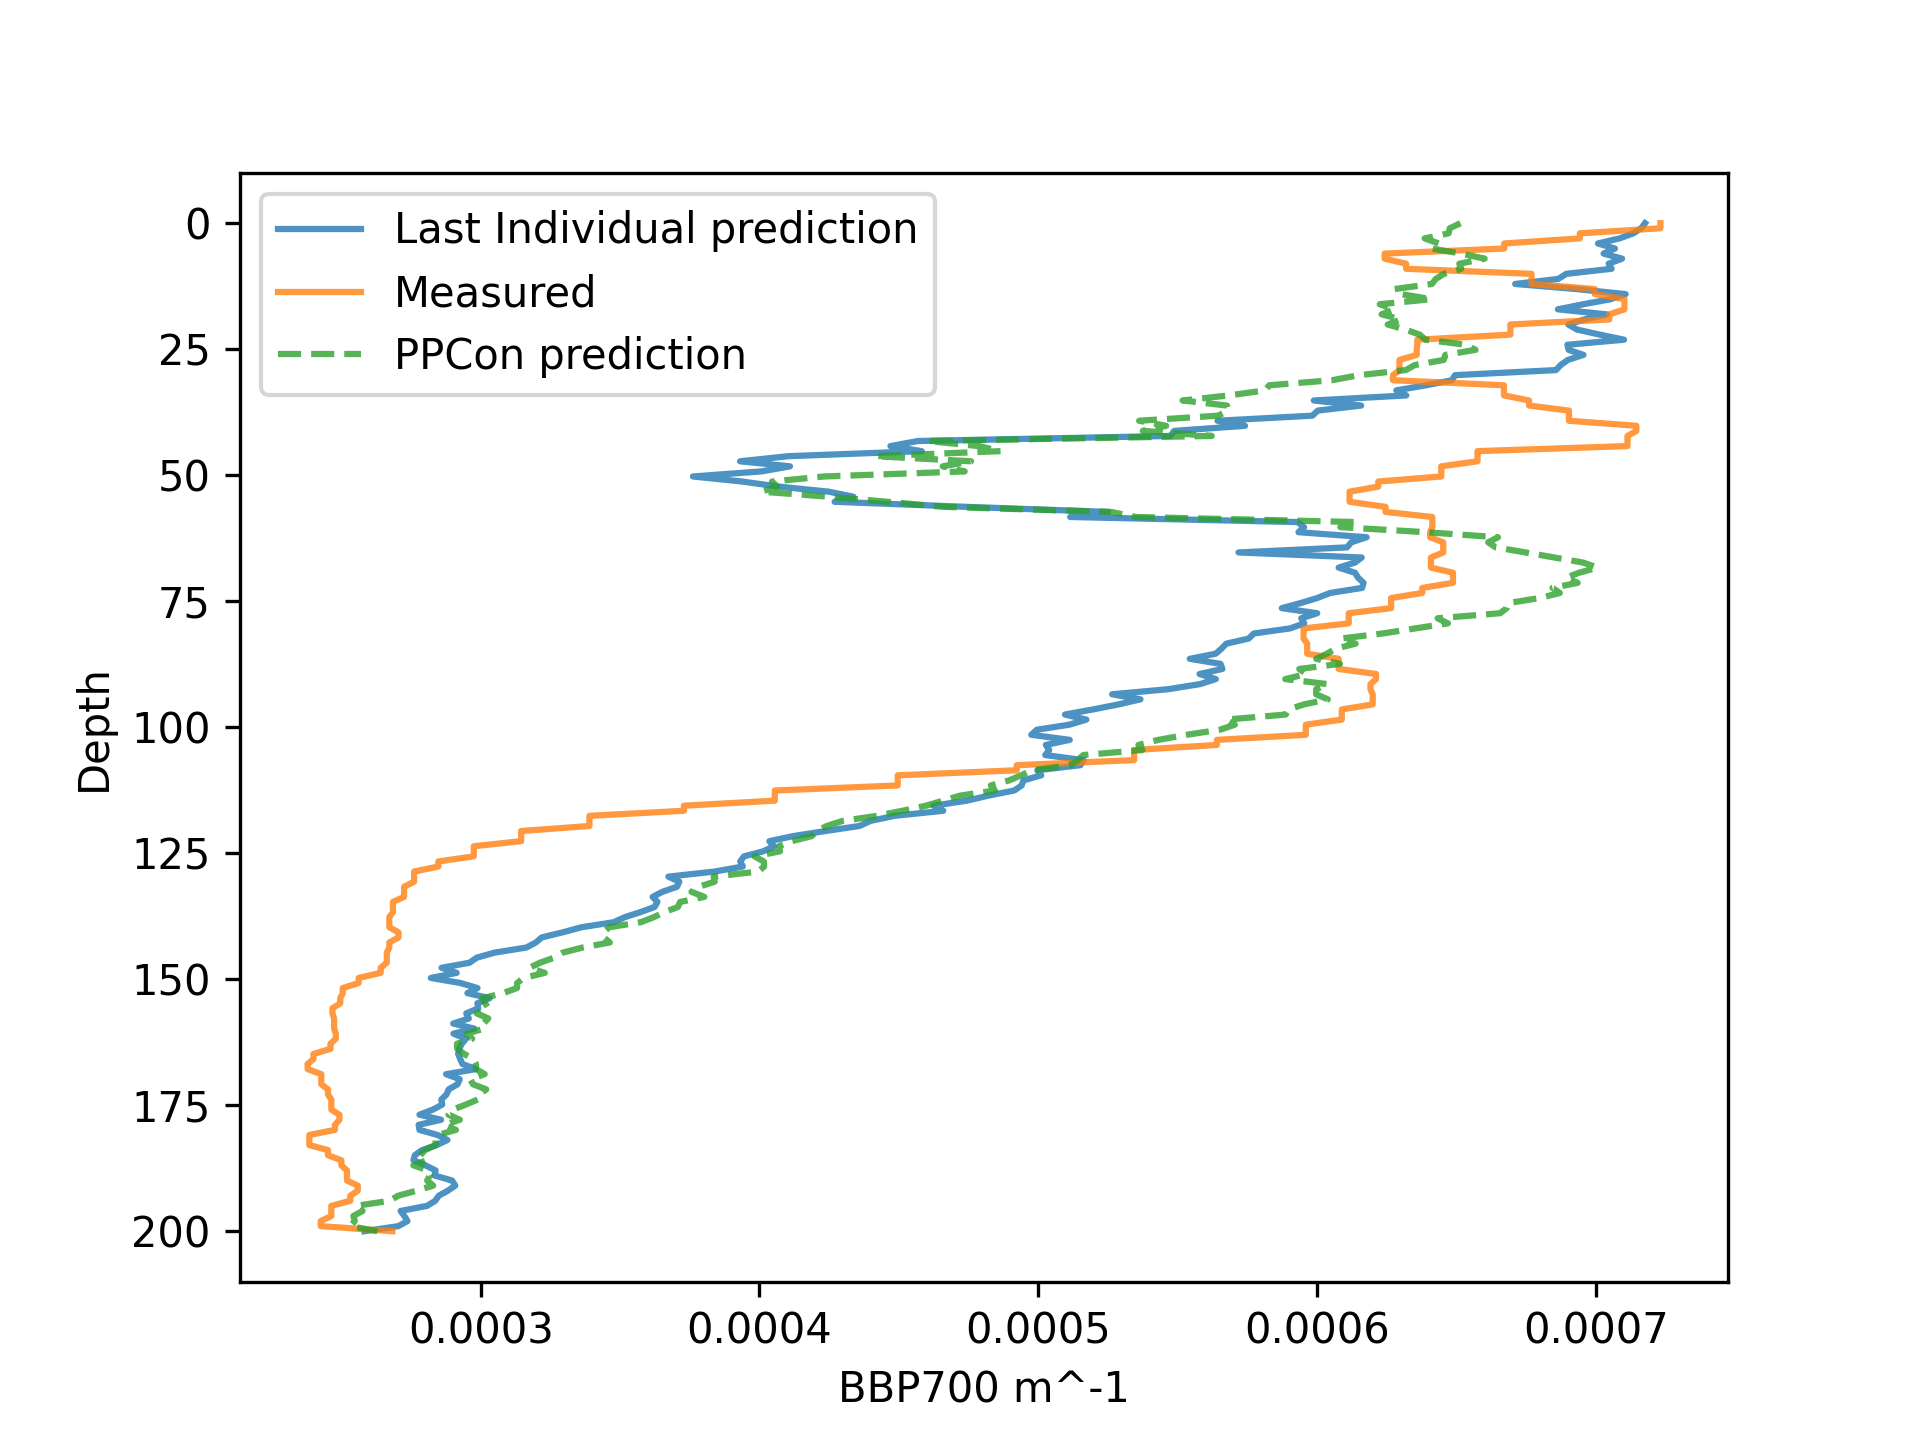 Last Individual prediction
Measured
PPCon prediction
0
25
50
75
100
125
150
175
200
Depth
0.0003 0.0004 0.0005 0.0006 0.0007
BBP700 m^-1